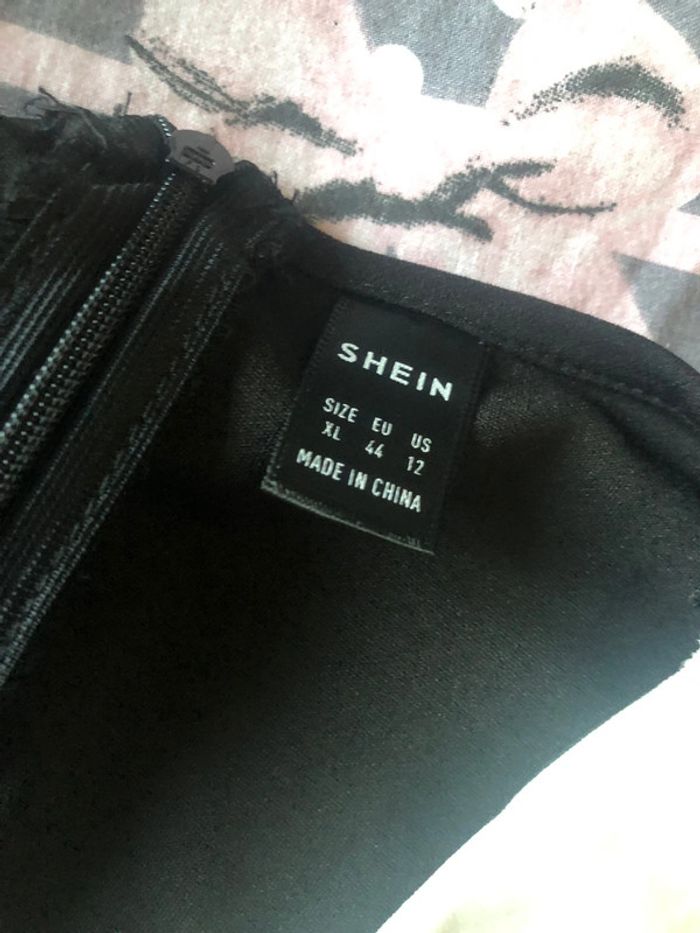 SHEIN
SIZE EU US
XL 44 12
MADE IN CHINA